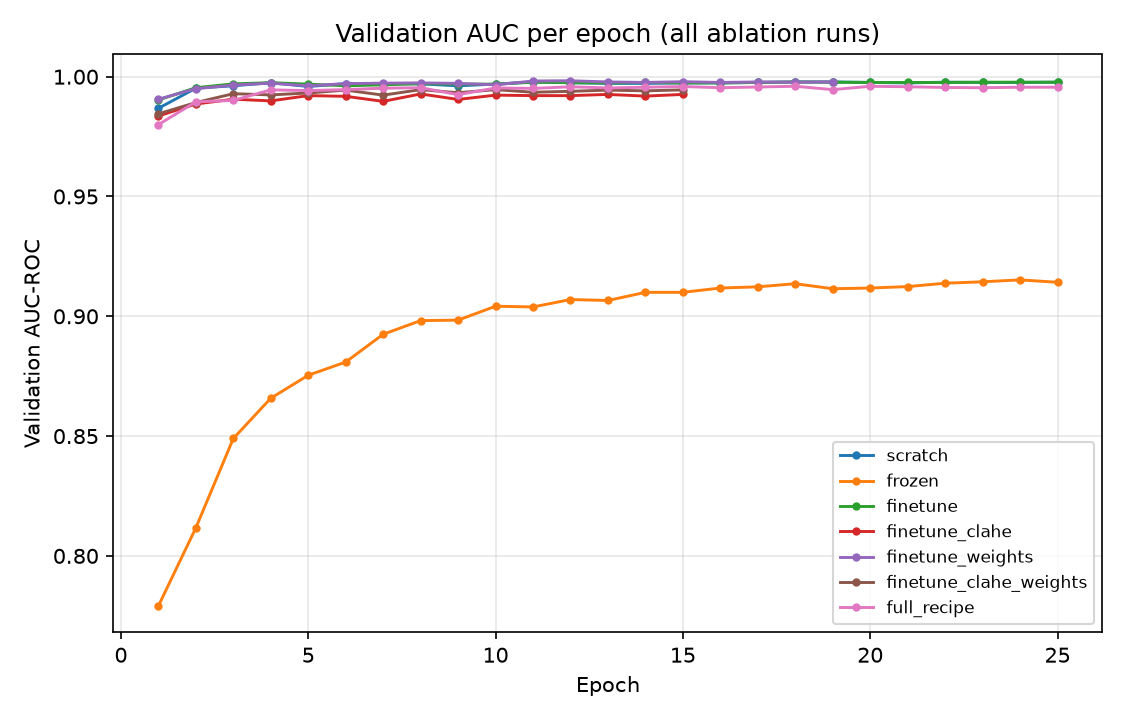 Validation AUC per epoch (all ablation runs)
1.00
0.95
0.90
0.85
0.80
Validation AUC-ROC
0
5
10
15
20
25
Epoch
scratch
frozen
finetune
finetune_clahe
finetune_weights
finetune_clahe_weights
full_recipe